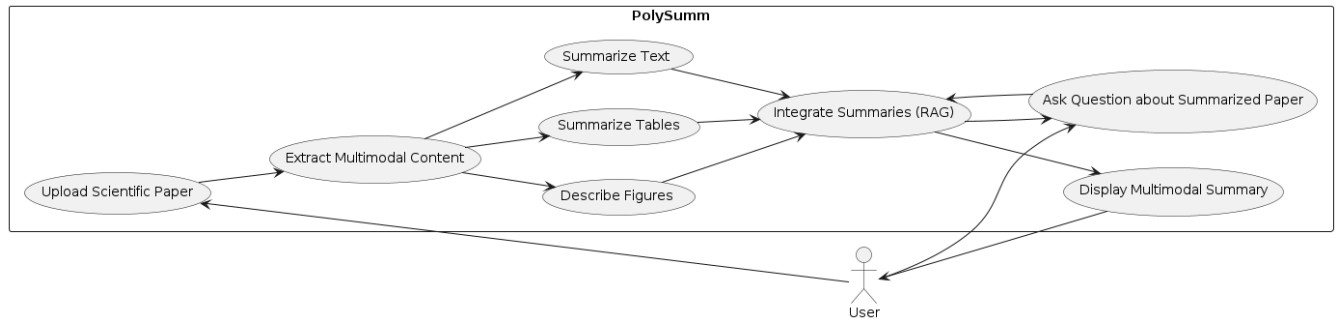 PolySumm
Summarize Text
Ask Question about Summarized Paper
Integrate Summaries (RAG)
Summarize Tables
Extract Multimodal Content
Upload Scientific Paper
Describe Figures
Display Multimodal Summary
User